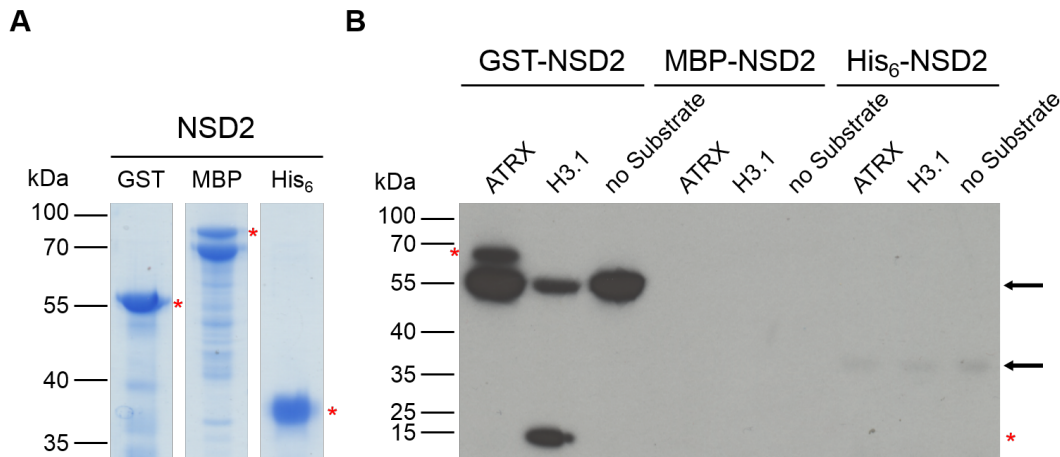 A
NSD2
kDa GST MBP His₆
100
70
55
40
35
*
*
*
B
GST-NSD2 MBP-NSD2 His₆-NSD2
ATRX H3.1 no Substrate ATRX H3.1 no Substrate ATRX H3.1 no Substrate
kDa
100
70
55
40
35
25
15
*
*